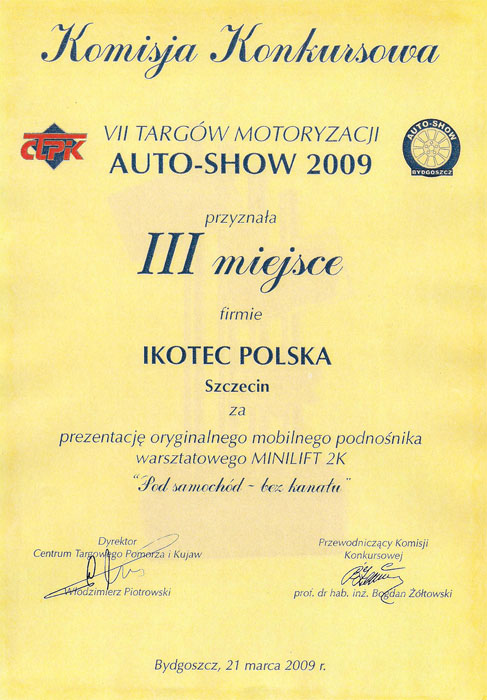 Komisja Konkursowa
CTPK
VII TARGÓW MOTORYZACJI
AUTO-SHOW 2009
AUTO-SHOW
BYDGOSZCZ
przyznała
III miejsce
firmie
IKOTEC POLSKA
Szczecin
za
prezentację oryginalnego mobilnego podnośnika
warsztatowego MINILIFT 2K
"Pod samochód - bez kanału"
Dyrektor
Centrum Targowego Pomorza i Kujaw
Włodzimierz Piotrowski
Przewodniczący Komisji
Konkursowej
prof. dr hab. inż. Bogdan Żółtowski
Bydgoszcz, 21 marca 2009 r.